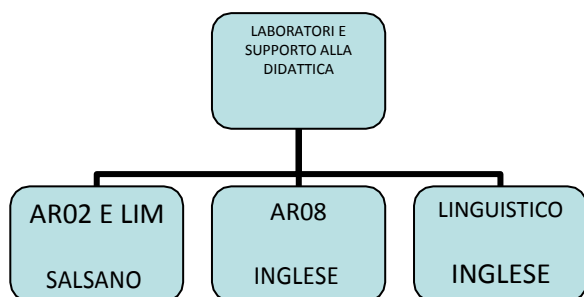 LABORATORI E
SUPPORTO ALLA
DIDATTICA
AR02 E LIM
SALSANO
AR08
INGLESE
LINGUISTICO
INGLESE